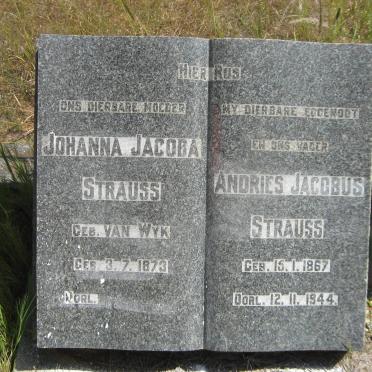 HIER RUS
ONS DIERBARE MOEDER
JOHANNA JACOBA
STRAUSS
GEB. VAN WYK
GEB. 3.7.1873
OORL.
MY DIERBARE EGGENOOT
EN ONS VADER
ANDRIES JACOBUS
STRAUSS
GEB. 15.1.1867
OORL. 12.11.1944.